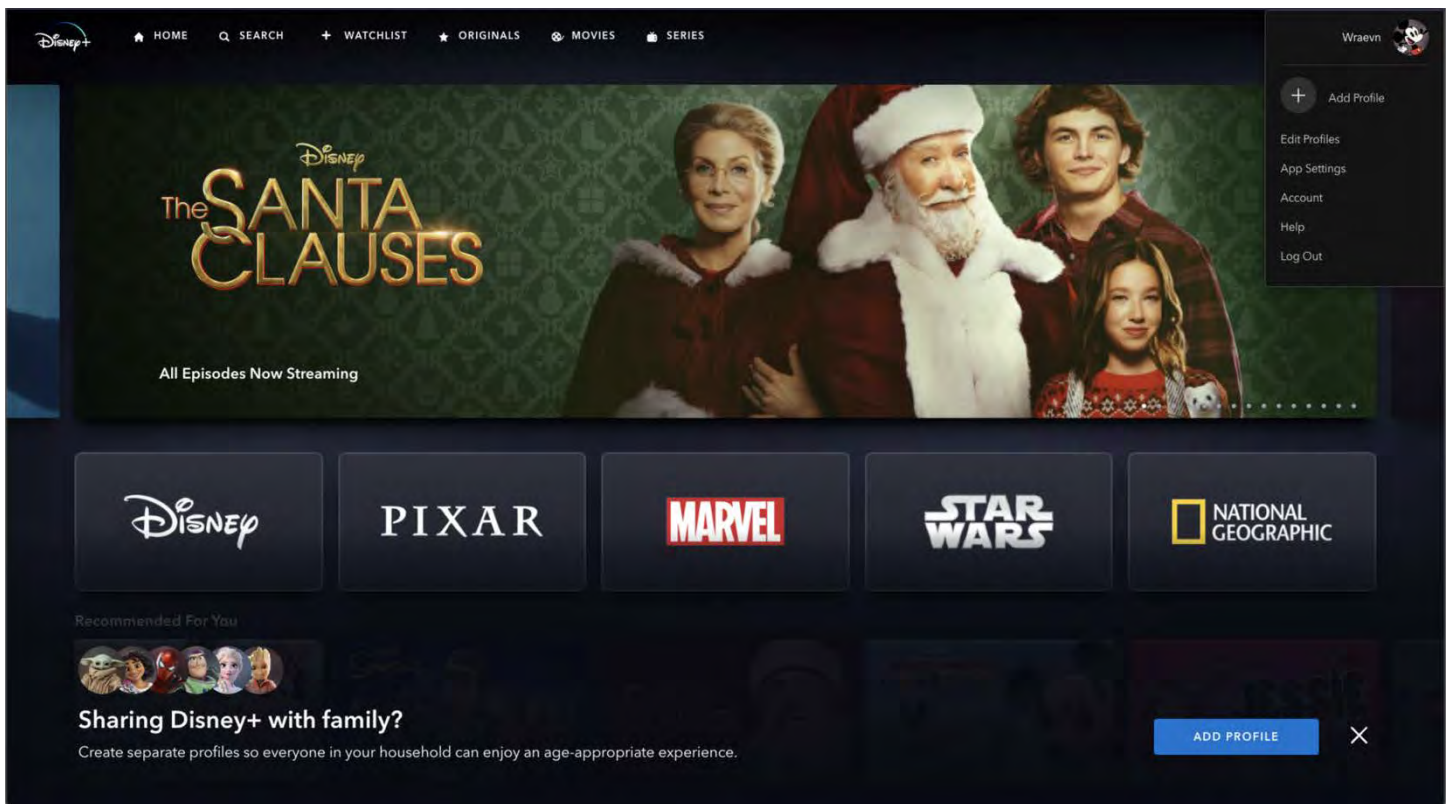 Disney+
HOME
SEARCH
WATCHLIST
ORIGINALS
MOVIES
SERIES
Wraevn
Add Profile
Edit Profiles
App Settings
Account
Help
Log Out
Disney
The SANTA
CLAUSES
All Episodes Now Streaming
Disney
PIXAR
MARVEL
STAR
WARS
NATIONAL
GEOGRAPHIC
Recommended For You
JESSIE
Sharing Disney+ with family?
Create separate profiles so everyone in your household can enjoy an age-appropriate experience.
ADD PROFILE